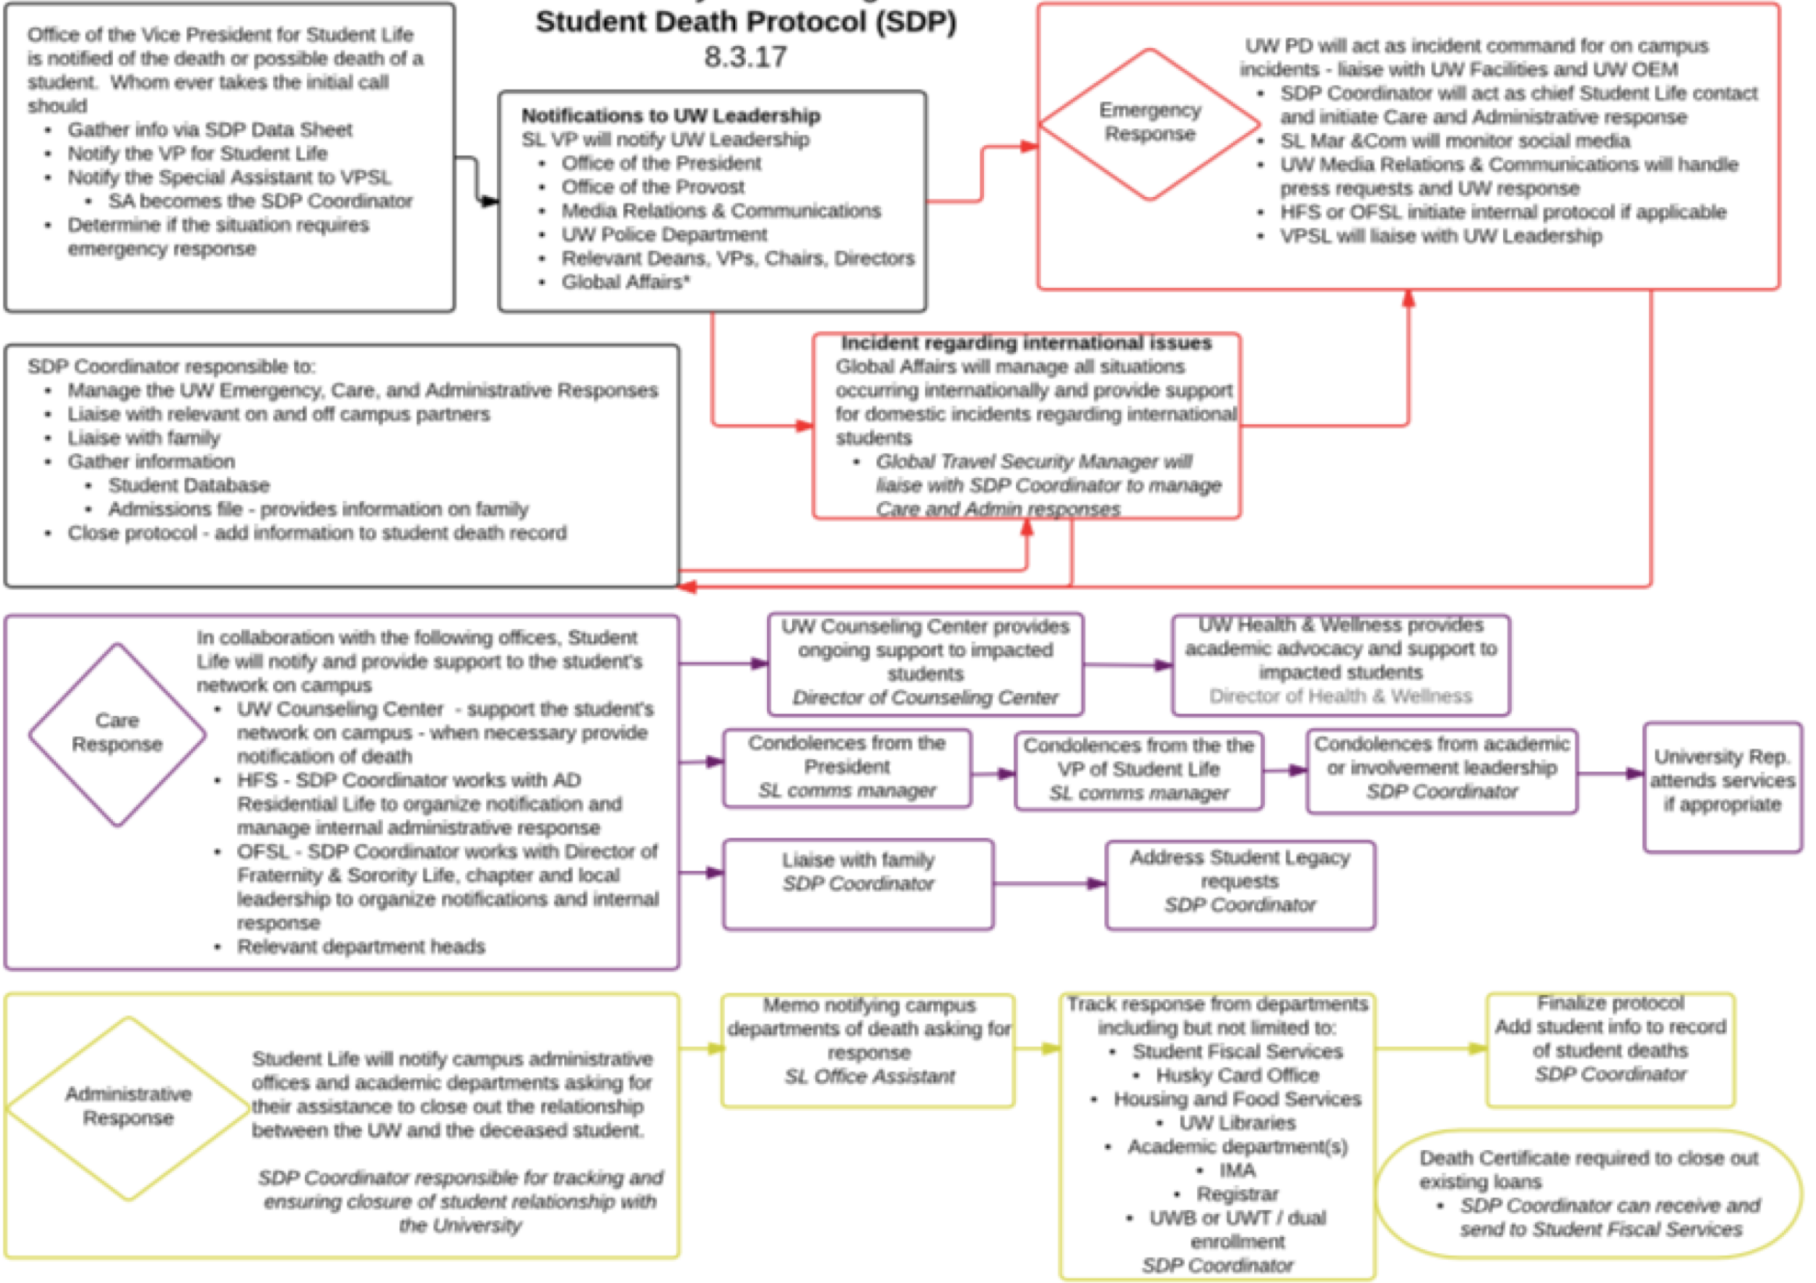 Student Death Protocol (SDP)
8.3.17
Office of the Vice President for Student Life
is notified of the death or possible death of a
student. Whom ever takes the initial call
should
• Gather info via SDP Data Sheet
• Notify the VP for Student Life
• Notify the Special Assistant to VPSL
• SA becomes the SDP Coordinator
• Determine if the situation requires
emergency response
Notifications to UW Leadership
SL VP will notify UW Leadership
• Office of the President
• Office of the Provost
• Media Relations & Communications
• UW Police Department
• Relevant Deans, VPs, Chairs, Directors
• Global Affairs*
Emergency
Response
UW PD will act as incident command for on campus
incidents - liaise with UW Facilities and UW OEM
• SDP Coordinator will act as chief Student Life contact
and initiate Care and Administrative response
• SL Mar &Com will monitor social media
• UW Media Relations & Communications will handle
press requests and UW response
• HFS or OFSL initiate internal protocol if applicable
• VPSL will liaise with UW Leadership
SDP Coordinator responsible to:
• Manage the UW Emergency, Care, and Administrative Responses
• Liaise with relevant on and off campus partners
• Liaise with family
• Gather information
• Student Database
• Admissions file - provides information on family
• Close protocol - add information to student death record
Incident regarding international issues
Global Affairs will manage all situations
occurring internationally and provide support
for domestic incidents regarding international
students
• Global Travel Security Manager will
liaise with SDP Coordinator to manage
Care and Admin responses
Care
Response
In collaboration with the following offices, Student
Life will notify and provide support to the student's
network on campus
• UW Counseling Center - support the student's
network on campus - when necessary provide
notification of death
• HFS - SDP Coordinator works with AD
Residential Life to organize notification and
manage internal administrative response
• OFSL - SDP Coordinator works with Director of
Fraternity & Sorority Life, chapter and local
leadership to organize notifications and internal
response
• Relevant department heads
UW Counseling Center provides
ongoing support to impacted
students
Director of Counseling Center
UW Health & Wellness provides
academic advocacy and support to
impacted students
Director of Health & Wellness
Condolences from the
President
SL comms manager
Condolences from the the
VP of Student Life
SL comms manager
Condolences from academic
or involvement leadership
SDP Coordinator
University Rep.
attends services
if appropriate
Liaise with family
SDP Coordinator
Address Student Legacy
requests
SDP Coordinator
Administrative
Response
Student Life will notify campus administrative
offices and academic departments asking for
their assistance to close out the relationship
between the UW and the deceased student.
SDP Coordinator responsible for tracking and
ensuring closure of student relationship with
the University
Memo notifying campus
departments of death asking for
response
SL Office Assistant
Track response from departments
including but not limited to:
• Student Fiscal Services
• Husky Card Office
• Housing and Food Services
• UW Libraries
• Academic department(s)
• IMA
• Registrar
• UWB or UWT / dual
enrollment
SDP Coordinator
Finalize protocol
Add student info to record
of student deaths
SDP Coordinator
Death Certificate required to close out
existing loans
• SDP Coordinator can receive and
send to Student Fiscal Services